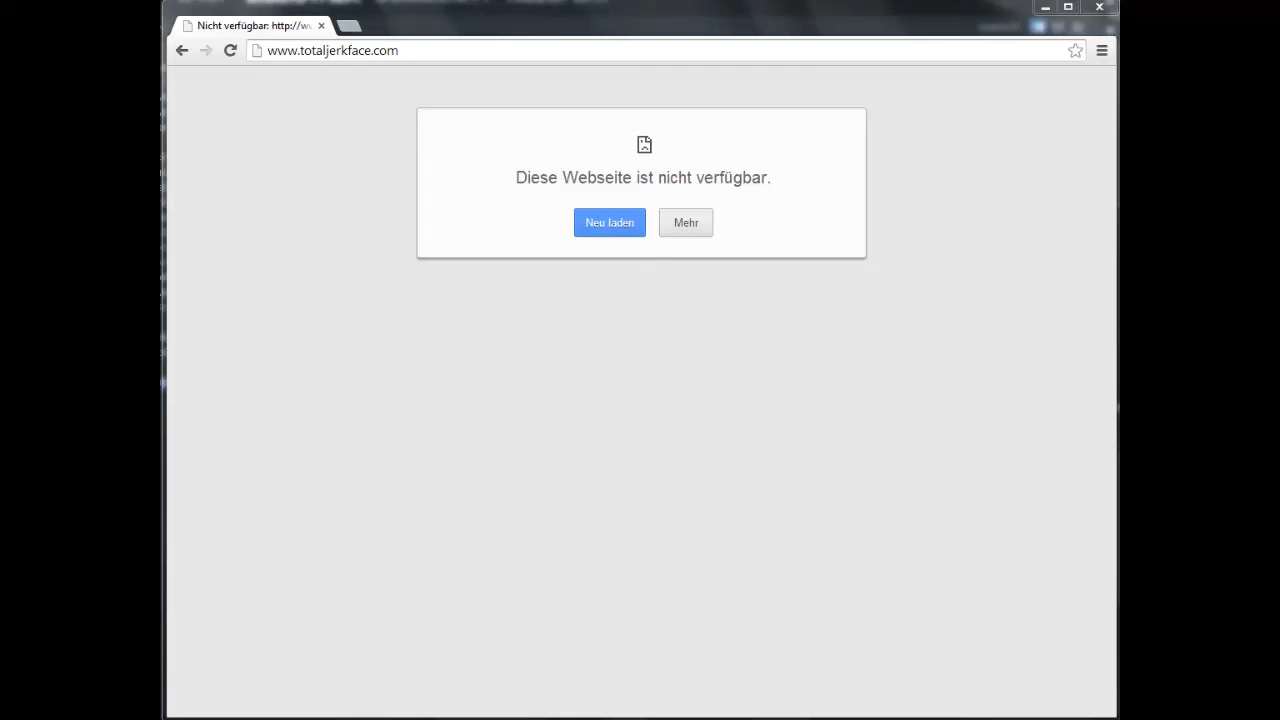 Nicht verfügbar: http://w
www.totaljerkface.com
Diese Webseite ist nicht verfügbar.
Neu laden
Mehr